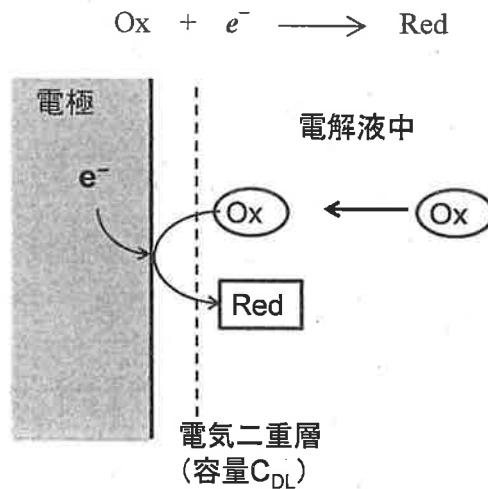 Ox + e⁻ ⟶ Red
電極
電解液中
e⁻
Ox
Ox
Red
電気二重層
(容量C_DL)